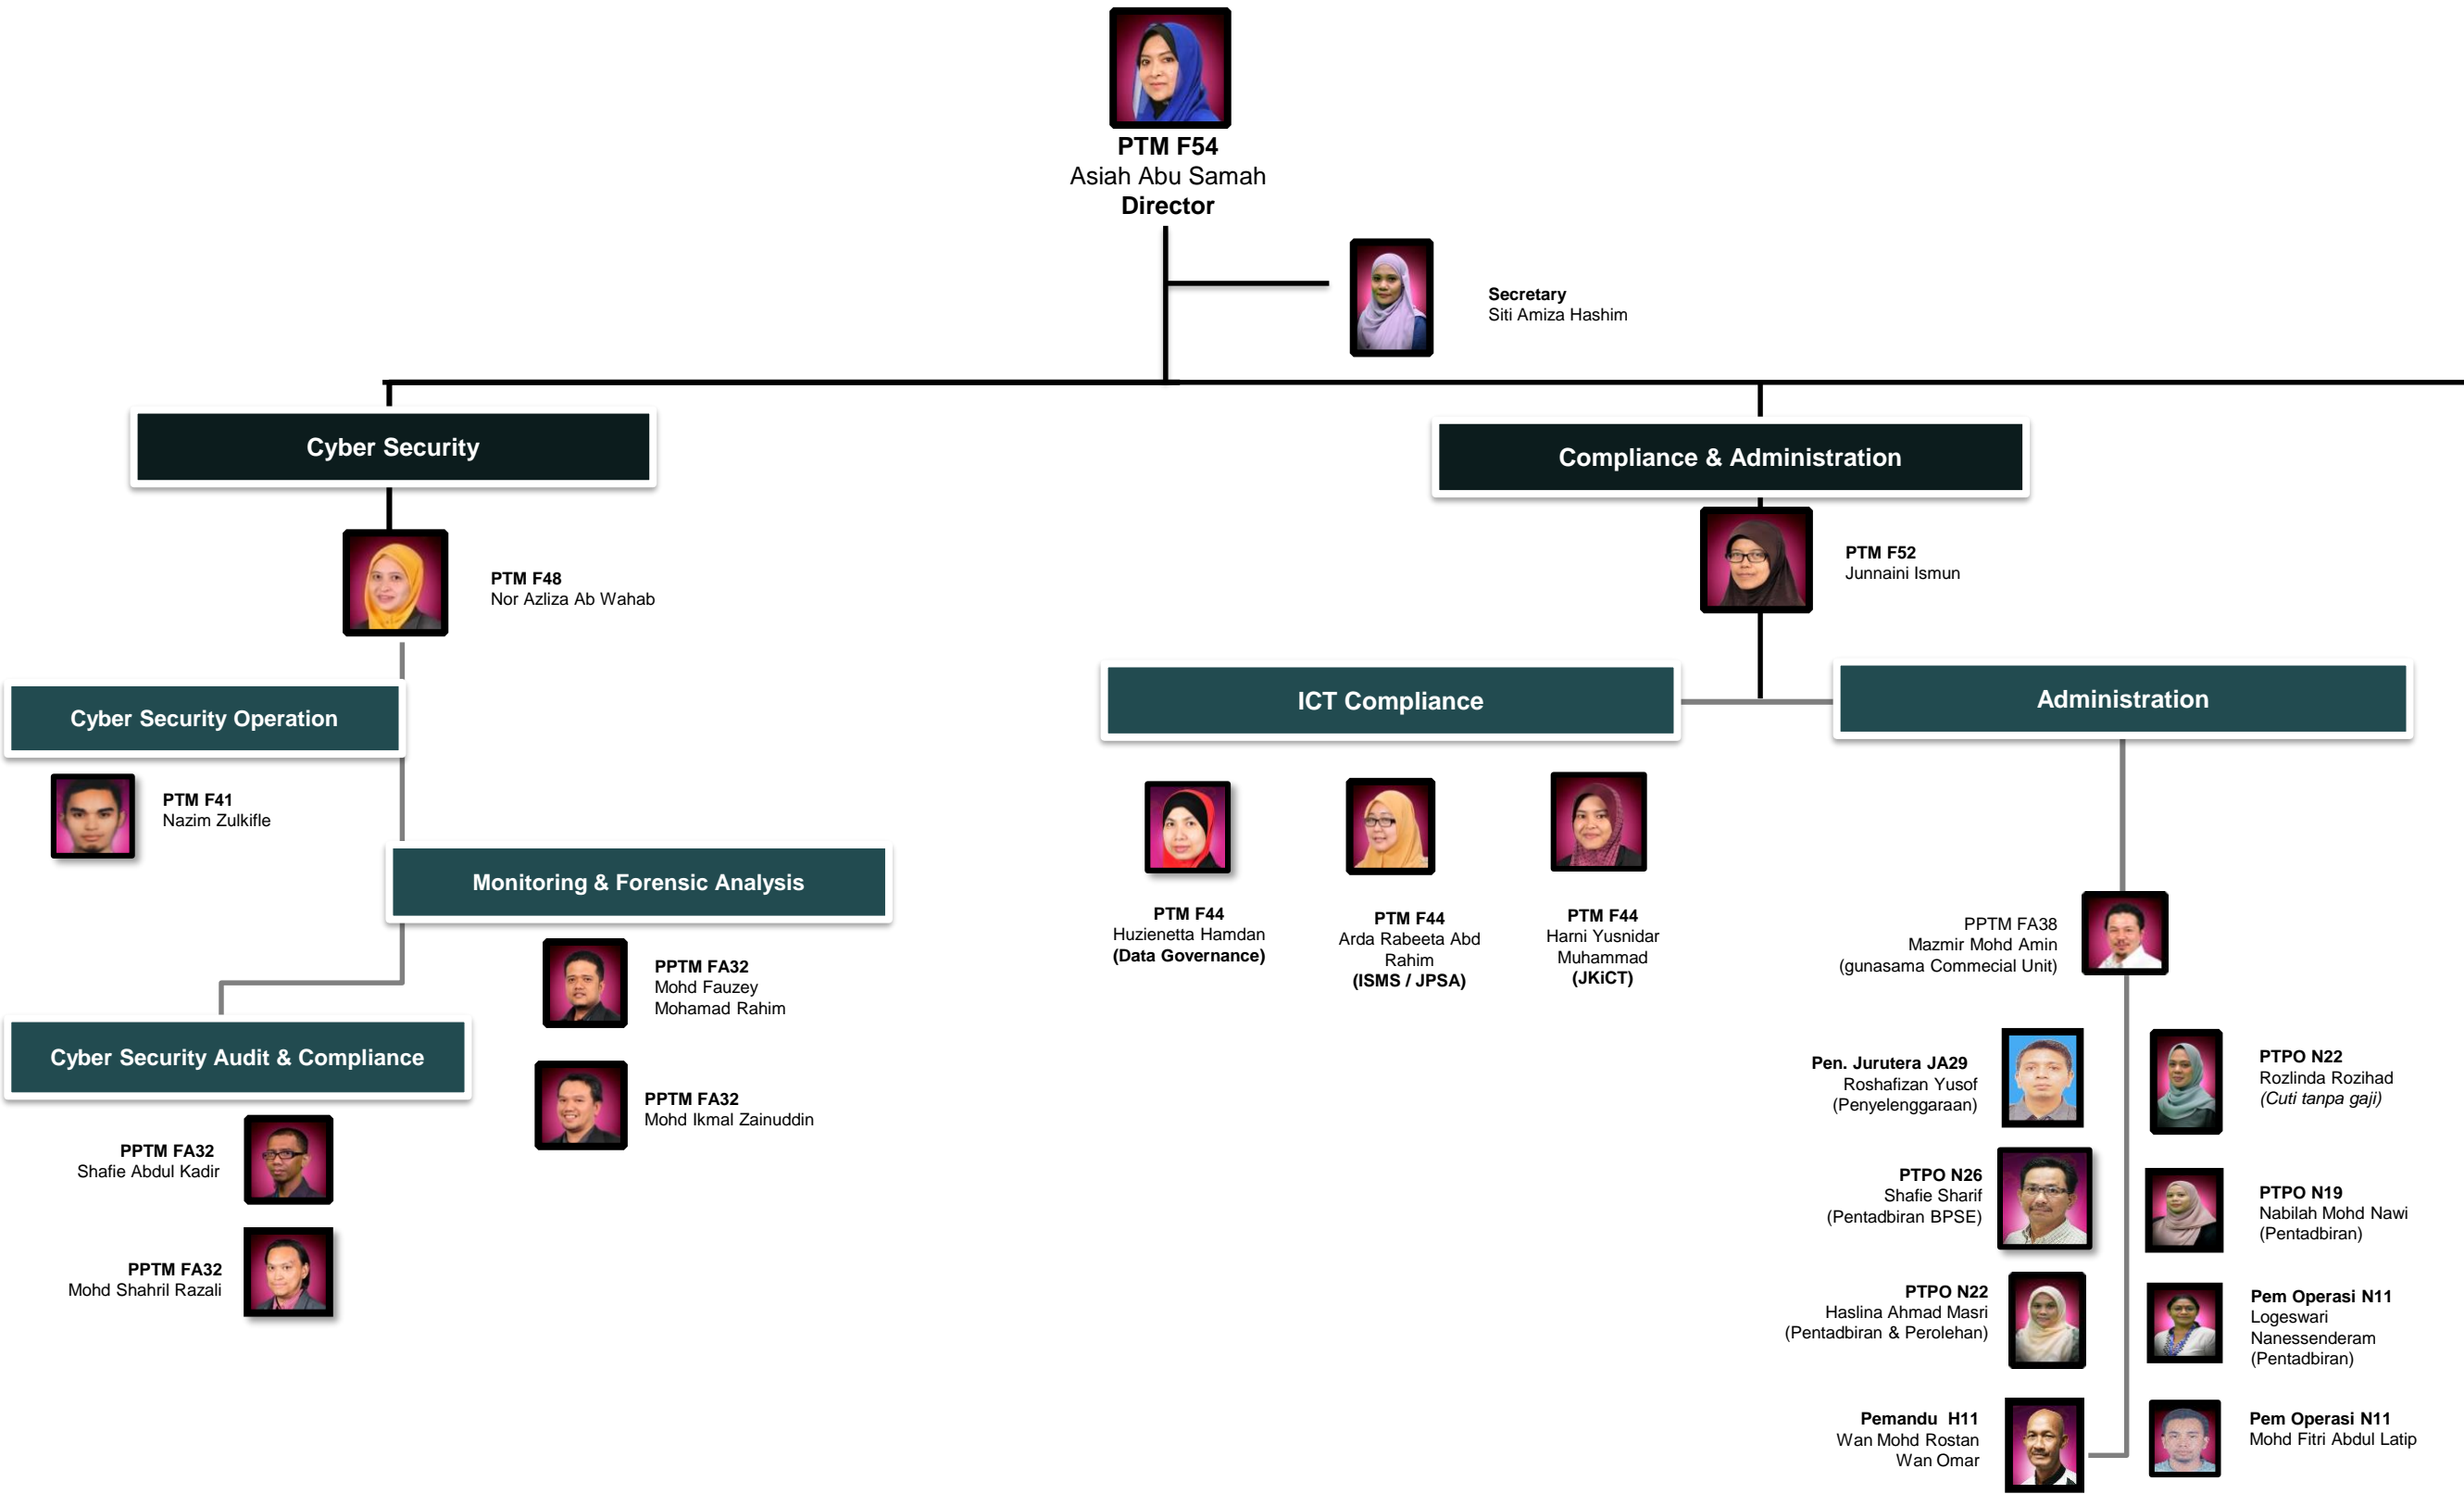 PTM F54
Asiah Abu Samah
Director
Secretary
Siti Amiza Hashim
Cyber Security
PTM F48
Nor Azliza Ab Wahab
Cyber Security Operation
PTM F41
Nazim Zulkifle
Monitoring & Forensic Analysis
PPTM FA32
Mohd Fauzey
Mohamad Rahim
PPTM FA32
Mohd Ikmal Zainuddin
Cyber Security Audit & Compliance
PPTM FA32
Shafie Abdul Kadir
PPTM FA32
Mohd Shahril Razali
Compliance & Administration
PTM F52
Junnaini Ismun
ICT Compliance
PTM F44
Huzienetta Hamdan
(Data Governance)
PTM F44
Arda Rabeeta Abd
Rahim
(ISMS / JPSA)
PTM F44
Harni Yusnidar
Muhammad
(JKiCT)
Administration
PPTM FA38
Mazmir Mohd Amin
(gunasama Commecial Unit)
Pen. Jurutera JA29
Roshafizan Yusof
(Penyelenggaraan)
PTPO N22
Rozlinda Rozihad
(Cuti tanpa gaji)
PTPO N26
Shafie Sharif
(Pentadbiran BPSE)
PTPO N19
Nabilah Mohd Nawi
(Pentadbiran)
PTPO N22
Haslina Ahmad Masri
(Pentadbiran & Perolehan)
Pem Operasi N11
Logeswari
Nanessenderam
(Pentadbiran)
Pemandu H11
Wan Mohd Rostan
Wan Omar
Pem Operasi N11
Mohd Fitri Abdul Latip